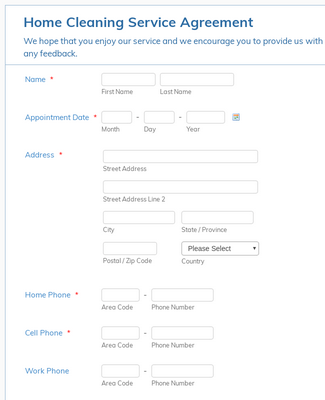 Home Cleaning Service Agreement
We hope that you enjoy our service and we encourage you to provide us with
any feedback.
Name *
First Name Last Name
Appointment Date * - -
Month Day Year
Address *
Street Address
Street Address Line 2
City State / Province
Please Select
Postal / Zip Code Country
Home Phone * -
Area Code Phone Number
Cell Phone * -
Area Code Phone Number
Work Phone -
Area Code Phone Number